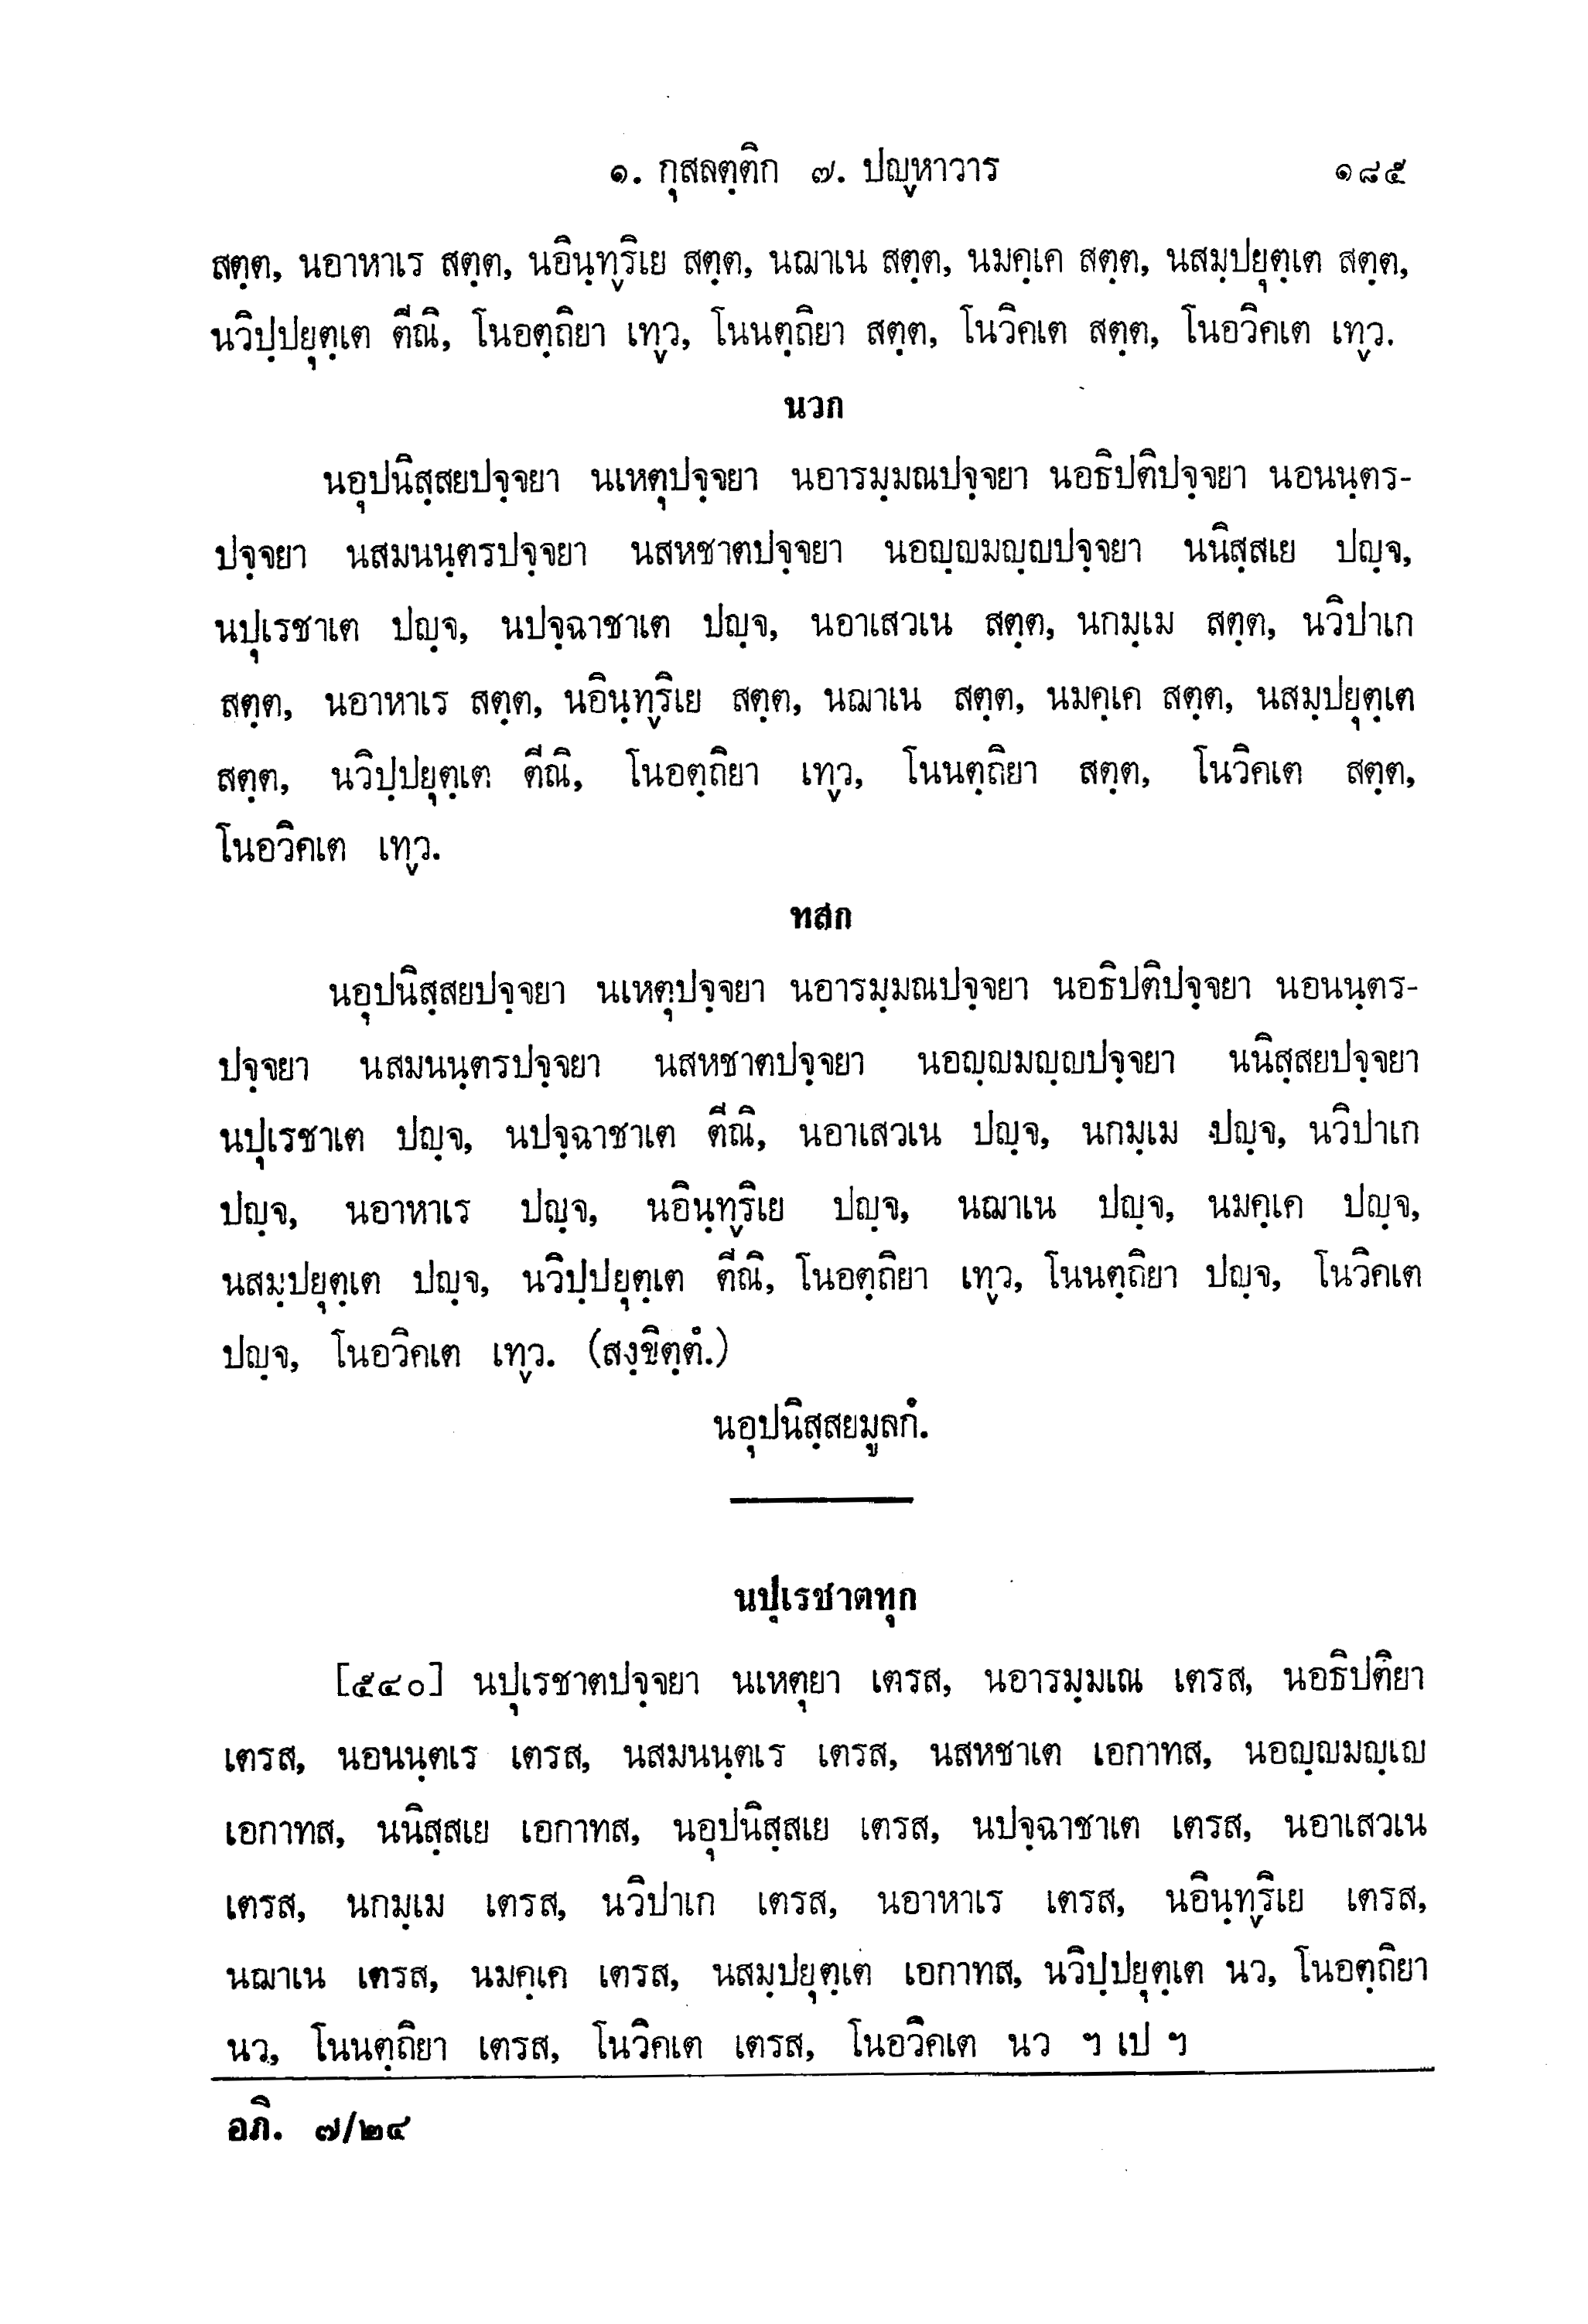 ๑. กุสลตฺติก ๗. ปญฺหาวาร ๑๘๕
สตฺต, นอาหาเร สตฺต, นอินฺทฺริเย สตฺต, นฌาเน สตฺต, นมคฺเค สตฺต, นสมฺปยุตฺเต สตฺต,
นวิปฺปยุตฺเต ตีณิ, โนอตฺถิยา เทฺว, โนนตฺถิยา สตฺต, โนวิคเต สตฺต, โนอวิคเต เทฺว.
นวก
นอุปนิสฺสยปจฺจยา นเหตุปจฺจยา นอารมฺมณปจฺจยา นอธิปติปจฺจยา นอนนฺตร-
ปจฺจยา นสมนนฺตรปจฺจยา นสหชาตปจฺจยา นอญฺญมญฺญปจฺจยา นนิสฺสเย ปญฺจ,
นปุเรชาเต ปญฺจ, นปจฺฉาชาเต ปญฺจ, นอาเสวเน สตฺต, นกมฺเม สตฺต, นวิปาเก
สตฺต, นอาหาเร สตฺต, นอินฺทฺริเย สตฺต, นฌาเน สตฺต, นมคฺเค สตฺต, นสมฺปยุตฺเต
สตฺต, นวิปฺปยุตฺเต ตีณิ, โนอตฺถิยา เทฺว, โนนตฺถิยา สตฺต, โนวิคเต สตฺต,
โนอวิคเต เทฺว.
ทสก
นอุปนิสฺสยปจฺจยา นเหตุปจฺจยา นอารมฺมณปจฺจยา นอธิปติปจฺจยา นอนนฺตร-
ปจฺจยา นสมนนฺตรปจฺจยา นสหชาตปจฺจยา นอญฺญมญฺญปจฺจยา นนิสฺสยปจฺจยา
นปุเรชาเต ปญฺจ, นปจฺฉาชาเต ตีณิ, นอาเสวเน ปญฺจ, นกมฺเม ปญฺจ, นวิปาเก
ปญฺจ, นอาหาเร ปญฺจ, นอินฺทฺริเย ปญฺจ, นฌาเน ปญฺจ, นมคฺเค ปญฺจ,
นสมฺปยุตฺเต ปญฺจ, นวิปฺปยุตฺเต ตีณิ, โนอตฺถิยา เทฺว, โนนตฺถิยา ปญฺจ, โนวิคเต
ปญฺจ, โนอวิคเต เทฺว. (สงฺขิตฺตํ.)
นอุปนิสฺสยมูลกํ.
นปุเรชาตทุก
[๕๔๐] นปุเรชาตปจฺจยา นเหตุยา เตรส, นอารมฺมเณ เตรส, นอธิปติยา
เตรส, นอนนฺตเร เตรส, นสมนนฺตเร เตรส, นสหชาเต เอกาทส, นอญฺญมญฺเญ
เอกาทส, นนิสฺสเย เอกาทส, นอุปนิสฺสเย เตรส, นปจฺฉาชาเต เตรส, นอาเสวเน
เตรส, นกมฺเม เตรส, นวิปาเก เตรส, นอาหาเร เตรส, นอินฺทฺริเย เตรส,
นฌาเน เตรส, นมคฺเค เตรส, นสมฺปยุตฺเต เอกาทส, นวิปฺปยุตฺเต นว, โนอตฺถิยา
นว, โนนตฺถิยา เตรส, โนวิคเต เตรส, โนอวิคเต นว ฯ เป ฯ
อภิ. ๗/๒๔